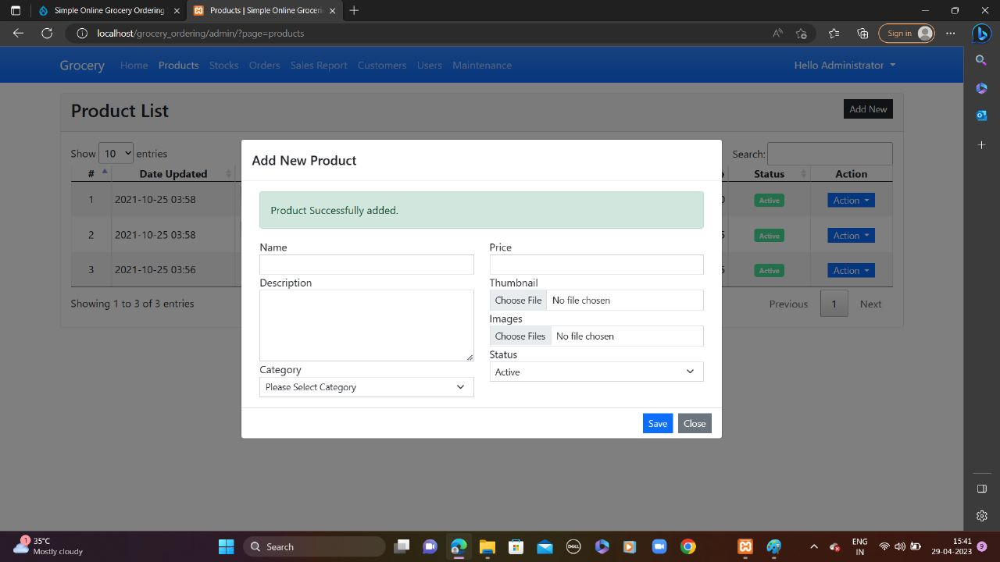 Simple Online Grocery Ordering
Products | Simple Online Groceri
localhost/grocery_ordering/admin/?page=products
Sign in
Grocery Home Products Stocks Orders Sales Report Customers Users Maintenance Hello Administrator
Product List Add New
Show 10 entries Search:
# Date Updated Status Action
1 2021-10-25 03:58 Active Action
2 2021-10-25 03:58 Active Action
3 2021-10-25 03:56 Active Action
Showing 1 to 3 of 3 entries Previous 1 Next
Add New Product
Product Successfully added.
Name
Description
Category
Please Select Category
Price
Thumbnail
Choose File No file chosen
Images
Choose Files No file chosen
Status
Active
Save Close
1
35°C
Mostly cloudy
Search
DELL
ENG
IN
15:41
29-04-2023
9